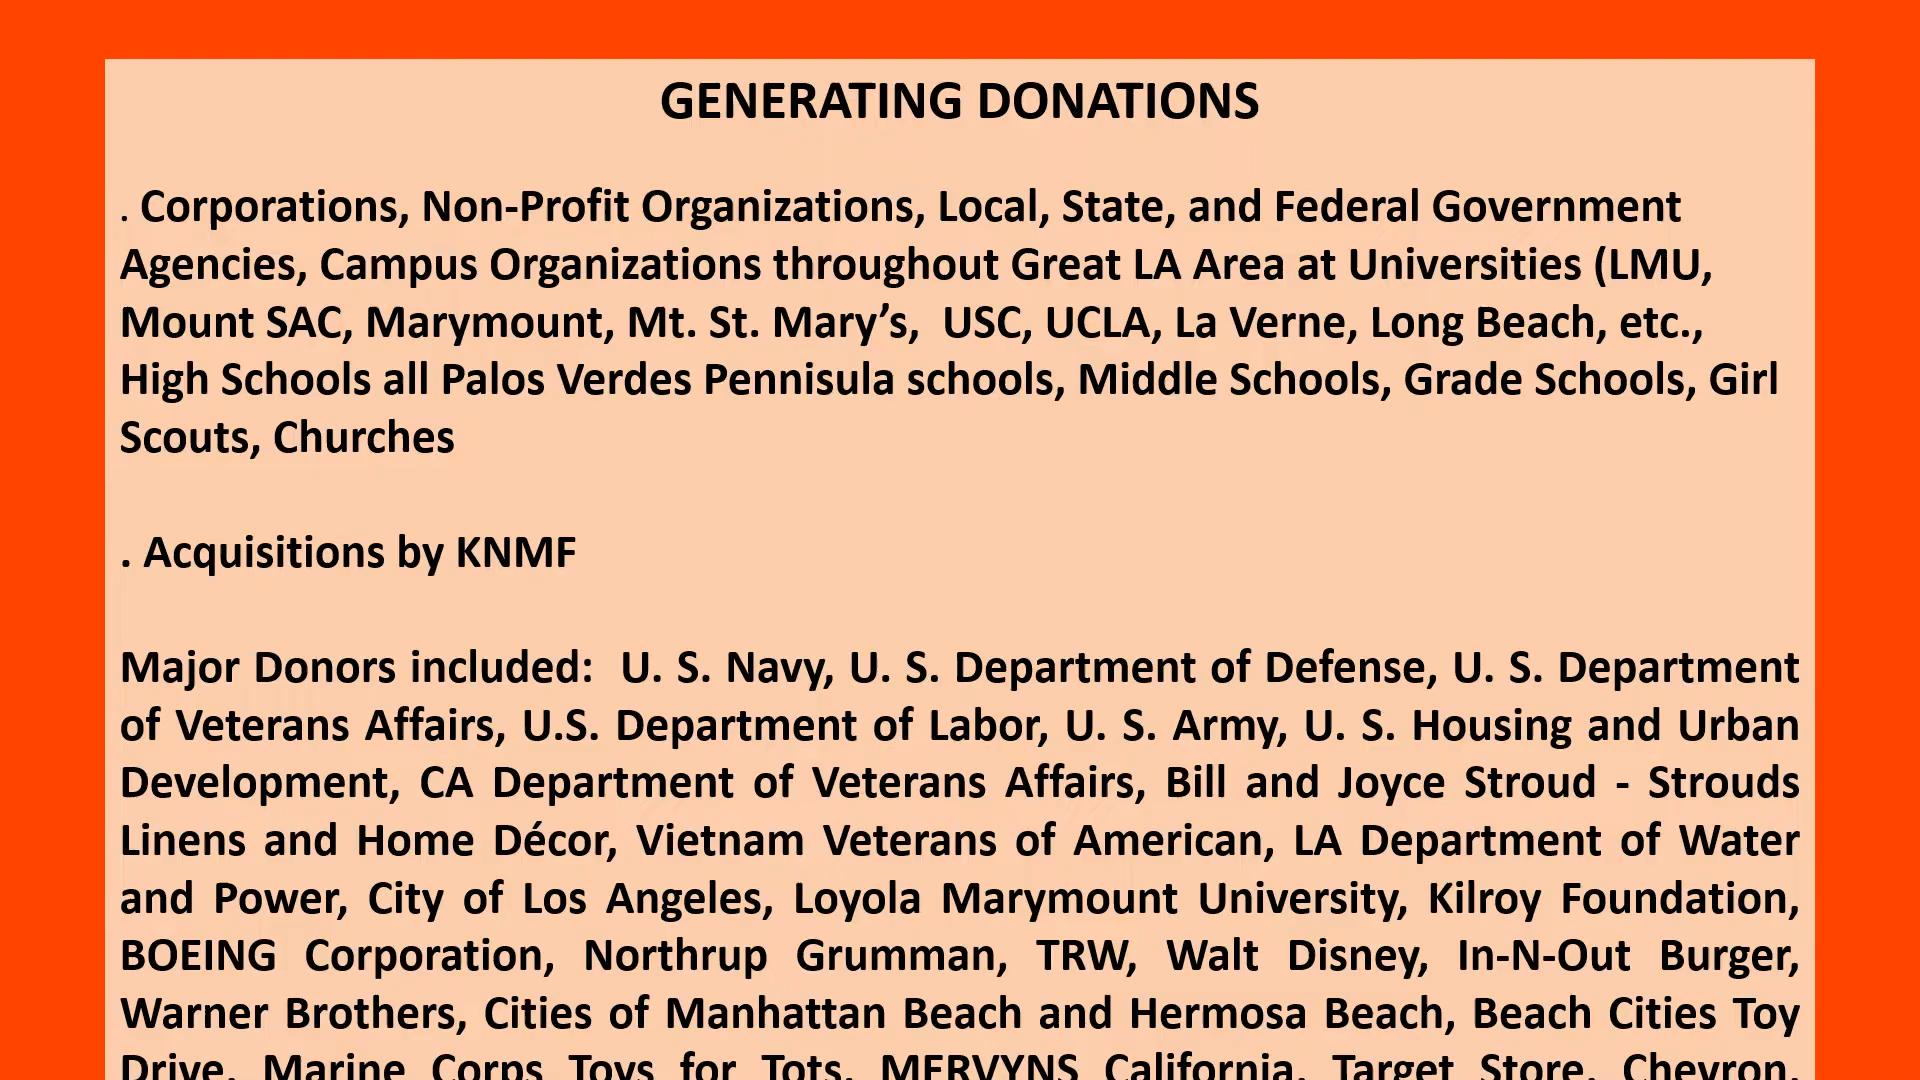 GENERATING DONATIONS
. Corporations, Non-Profit Organizations, Local, State, and Federal Government
Agencies, Campus Organizations throughout Great LA Area at Universities (LMU,
Mount SAC, Marymount, Mt. St. Mary’s,  USC, UCLA, La Verne, Long Beach, etc.,
High Schools all Palos Verdes Pennisula schools, Middle Schools, Grade Schools, Girl
Scouts, Churches
. Acquisitions by KNMF
Major Donors included:  U. S. Navy, U. S. Department of Defense, U. S. Department
of Veterans Affairs, U.S. Department of Labor, U. S. Army, U. S. Housing and Urban
Development, CA Department of Veterans Affairs, Bill and Joyce Stroud - Strouds
Linens and Home Décor, Vietnam Veterans of American, LA Department of Water
and Power, City of Los Angeles, Loyola Marymount University, Kilroy Foundation,
BOEING Corporation, Northrup Grumman, TRW, Walt Disney, In-N-Out Burger,
Warner Brothers, Cities of Manhattan Beach and Hermosa Beach, Beach Cities Toy
Drive, Marine Corps Toys for Tots, MERVYNS California, Target Store, Chevron,